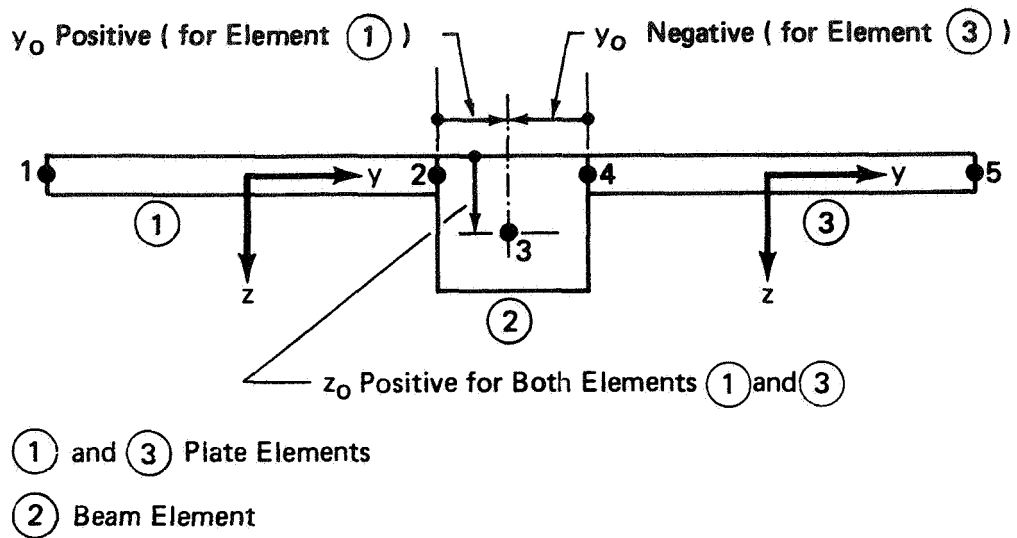 yo Positive ( for Element 1 )
yo Negative ( for Element 3 )
1
y
2
4
y
5
1
3
3
z
z
2
zo Positive for Both Elements 1 and 3
1 and 3 Plate Elements
2 Beam Element